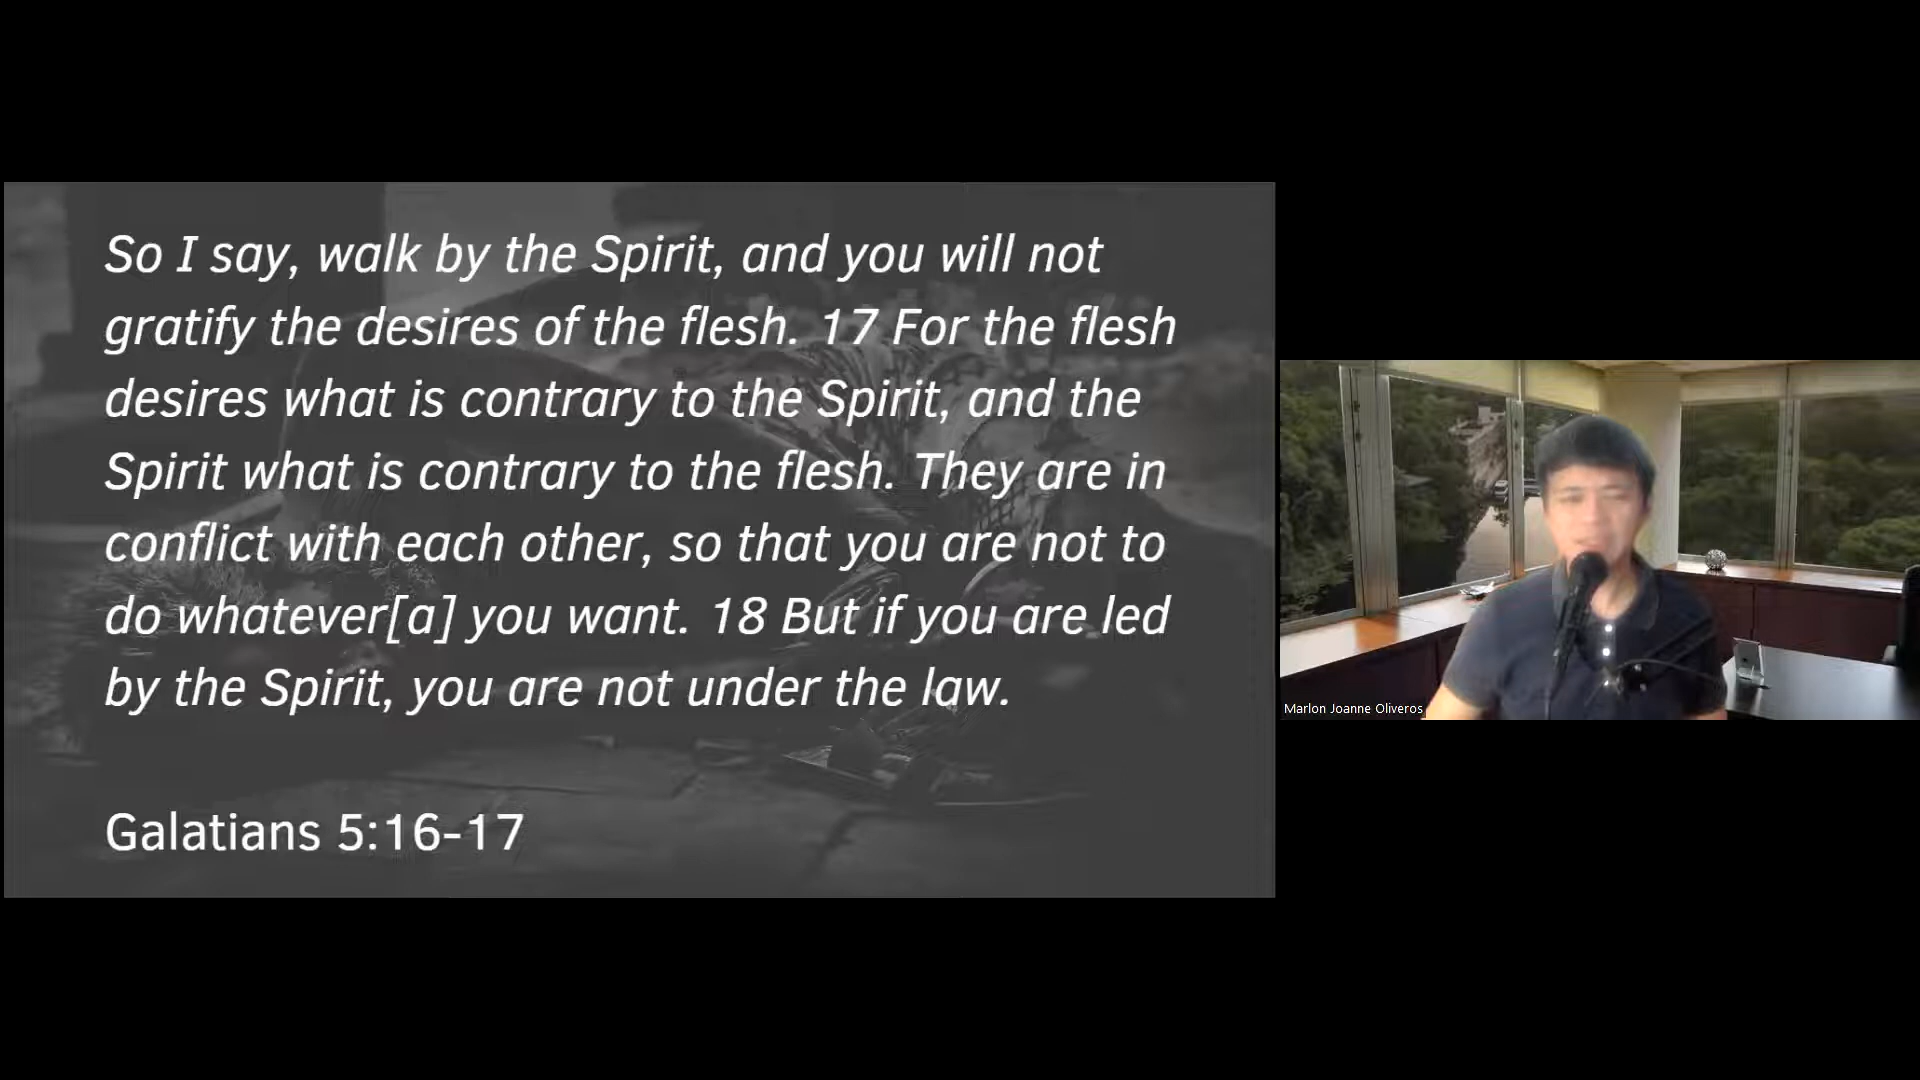 So I say, walk by the Spirit, and you will not
gratify the desires of the flesh. 17 For the flesh
desires what is contrary to the Spirit, and the
Spirit what is contrary to the flesh. They are in
conflict with each other, so that you are not to
do whatever[a] you want. 18 But if you are led
by the Spirit, you are not under the law.
Galatians 5:16-17
Marlon Joanne Oliveros